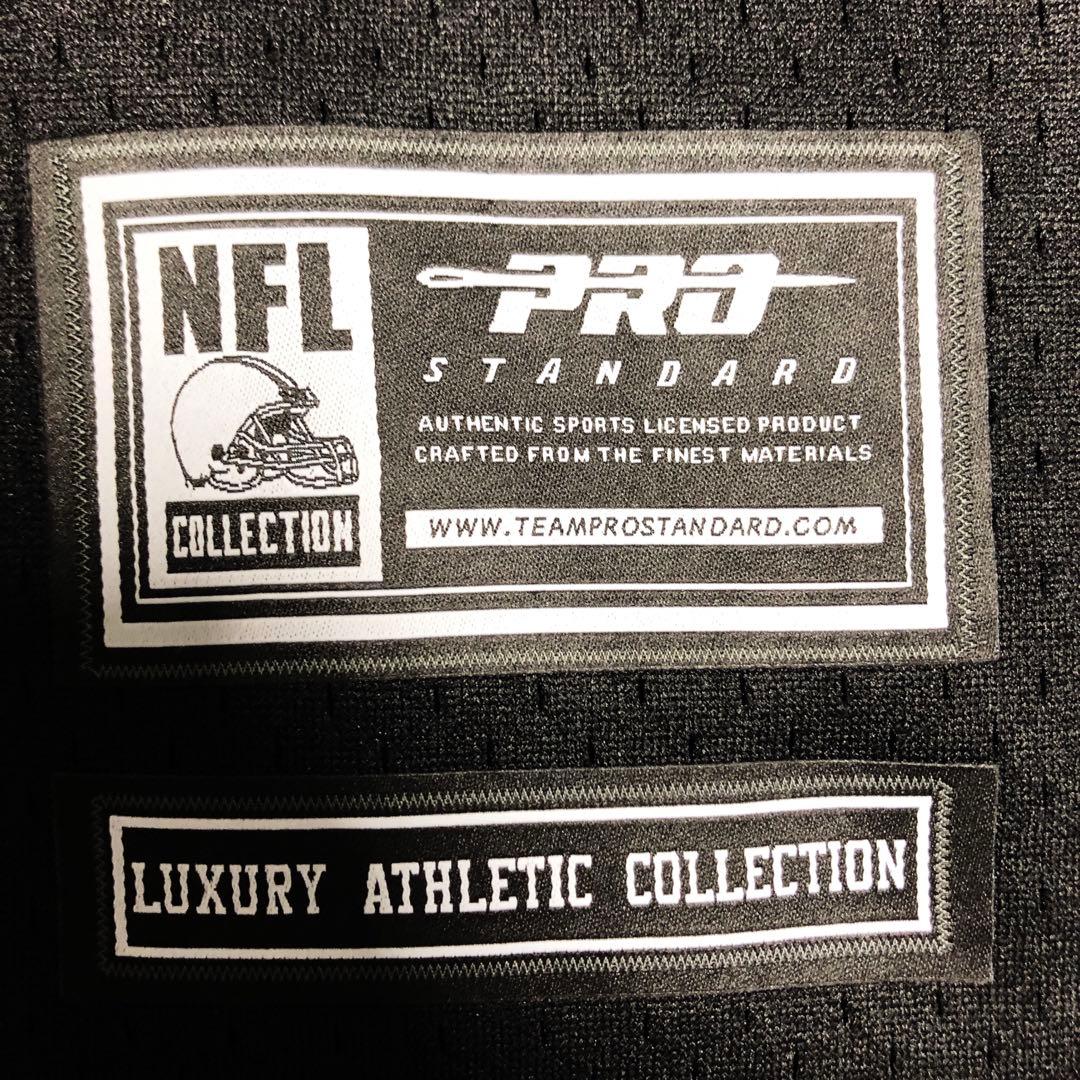 NFL
COLLECTION
PRO
STANDARD
AUTHENTIC SPORTS LICENSED PRODUCT
CRAFTED FROM THE FINEST MATERIALS
WWW.TEAMPROSTANDARD.COM
LUXURY ATHLETIC COLLECTION